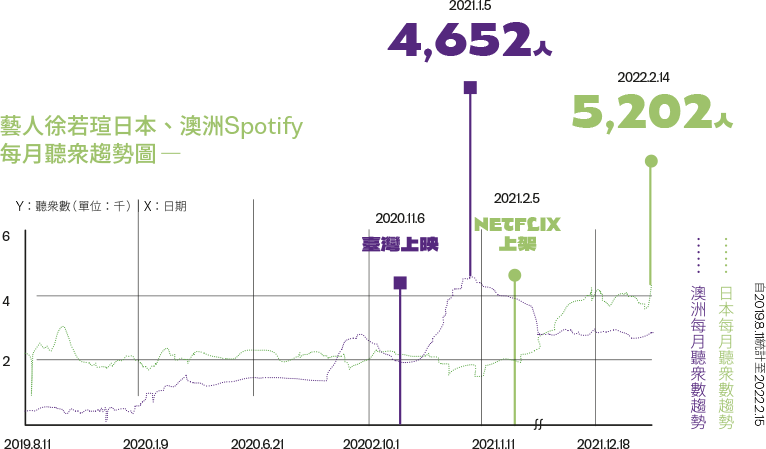 2021.1.5
4,652人
2022.2.14
5,202人
藝人徐若瑄日本、澳洲Spotify
每月聽衆趨勢圖 —
Y：聽衆數（單位：千） X：日期
2020.11.6
臺灣上映
2021.2.5
NETFLIX
上架
6
4
2
2019.8.11
2020.1.9
2020.6.21
20202.10.1
2021.1.11
2021.12.18
澳洲每月聽衆數趨勢
日本每月聽衆數趨勢
自2019.8.11統計至2022.2.15